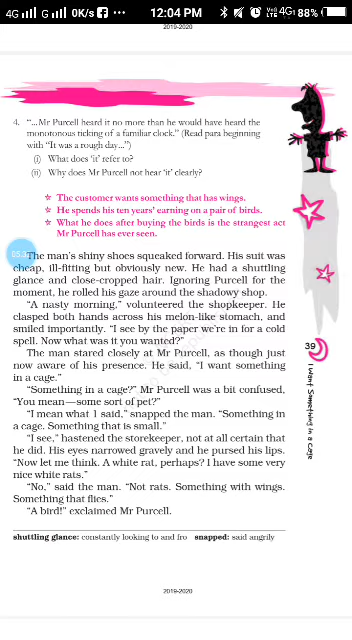 4G G 0K/s ... 12:04 PM 4G 88%
2019-2020
4. "...Mr Purcell heard it no more than he would have heard the
monotonous ticking of a familiar clock." (Read para beginning
with "It was a rough day...")
(i) What does 'it' refer to?
(ii) Why does Mr Purcell not hear 'it' clearly?
☆ The customer wants something that has wings.
☆ He spends his ten years' earning on a pair of birds.
☆ What he does after buying the birds is the strangest act
Mr Purcell has ever seen.
The man's shiny shoes squeaked forward. His suit was
cheap, ill-fitting but obviously new. He had a shuttling
glance and close-cropped hair. Ignoring Purcell for the
moment, he rolled his gaze around the shadowy shop.
"A nasty morning," volunteered the shopkeeper. He
clasped both hands across his melon-like stomach, and
smiled importantly. "I see by the paper we're in for a cold
spell. Now what was it you wanted?"
The man stared closely at Mr Purcell, as though just
now aware of his presence. He said, "I want something
in a cage."
"Something in a cage?" Mr Purcell was a bit confused,
"You mean—some sort of pet?"
"I mean what 1 said," snapped the man. "Something in
a cage. Something that is small."
"I see," hastened the storekeeper, not at all certain that
he did. His eyes narrowed gravely and he pursed his lips.
"Now let me think. A white rat, perhaps? I have some very
nice white rats."
"No," said the man. "Not rats. Something with wings.
Something that flies."
"A bird!" exclaimed Mr Purcell.
39
I Want Something in a Cage
shuttling glance: constantly looking to and fro snapped: said angrily
2019-2020